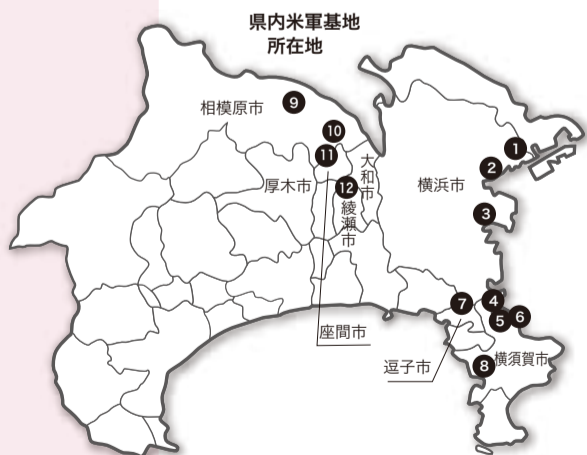 県内米軍基地
所在地
相模原市
9
10
11
12
厚木市
大和市
綾瀬市
横浜市
1
2
3
4
5
6
7
8
座間市
逗子市
横須賀市